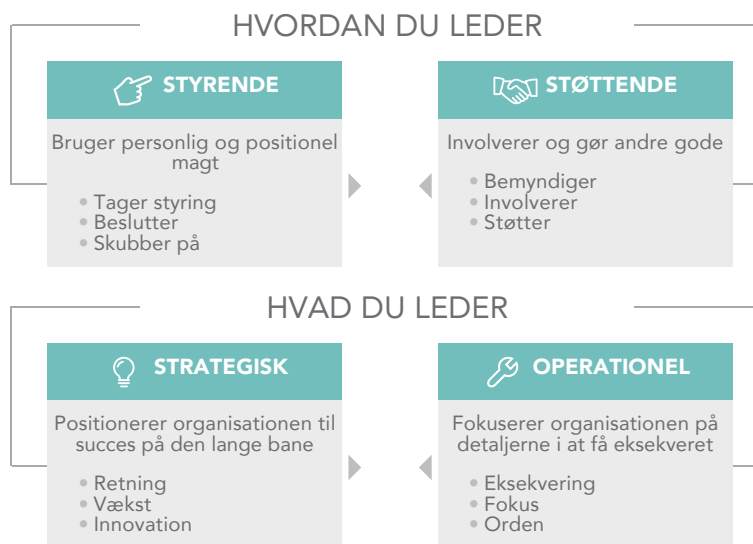 HVORDAN DU LEDER
STYRENDE
Bruger personlig og positionel
magt
• Tager styring
• Beslutter
• Skubber på
STØTTENDE
Involverer og gør andre gode
• Bemyndiger
• Involverer
• Støtter
HVAD DU LEDER
STRATEGISK
Positionerer organisationen til
succes på den lange bane
• Retning
• Vækst
• Innovation
OPERATIONEL
Fokuserer organisationen på
detaljerne i at få eksekveret
• Eksekvering
• Fokus
• Orden